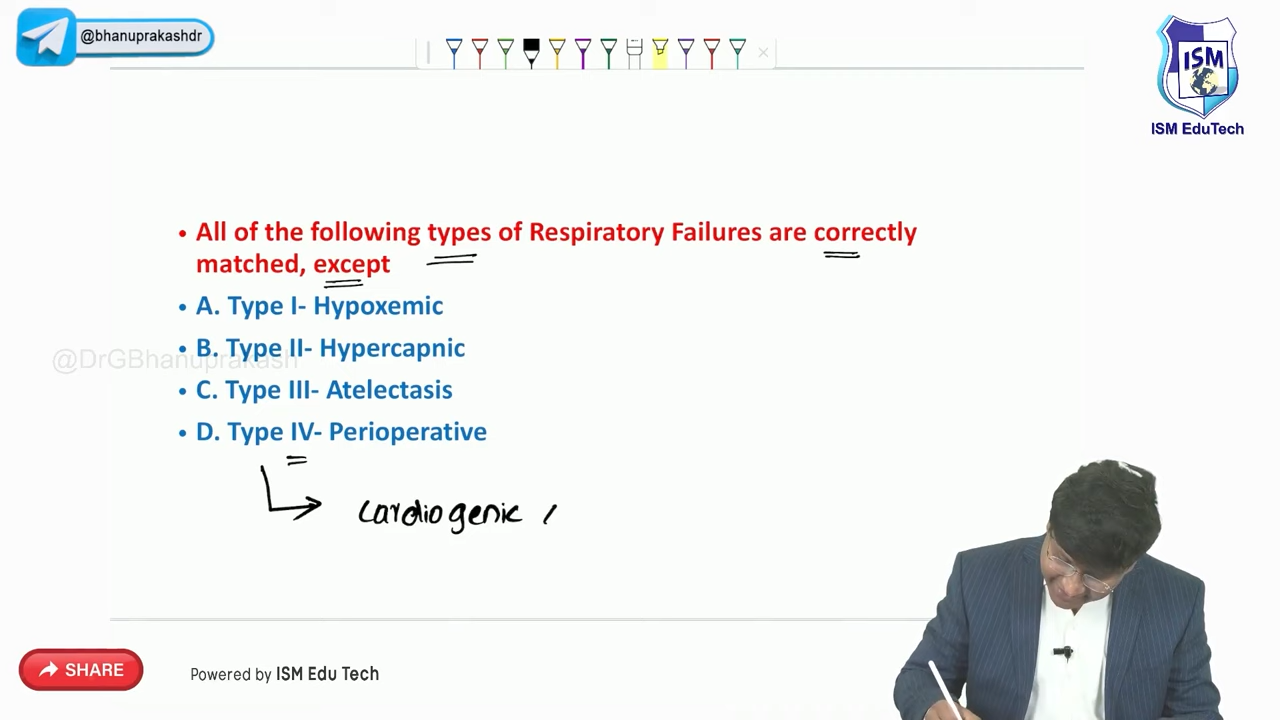 @bhanuprakashdr
ISM
ISM EduTech
• All of the following types of Respiratory Failures are correctly
matched, except
• A. Type I- Hypoxemic
• B. Type II- Hypercapnic
@DrGBhanuprakash
• C. Type III- Atelectasis
• D. Type IV- Perioperative
cardiogenic /
SHARE
Powered by ISM Edu Tech